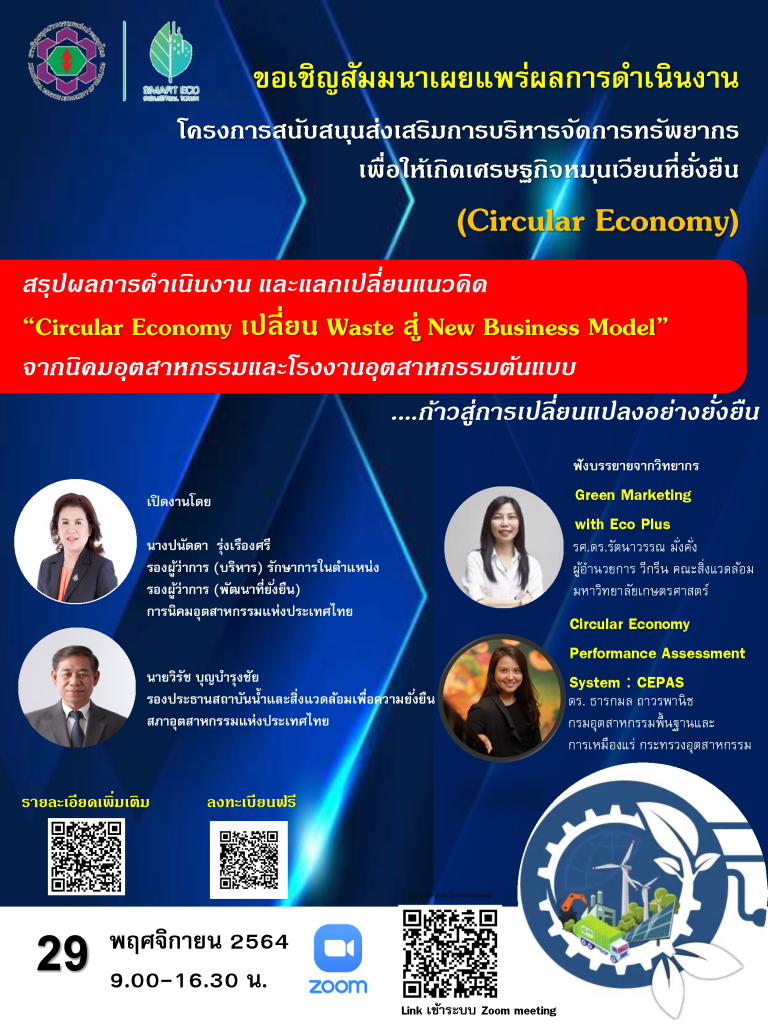 SMART ECO
ขอเชิญสัมมนาเผยแพร่ผลการดำเนินงาน
โครงการสนับสนุนส่งเสริมการบริหารจัดการทรัพยากร
เพื่อให้เกิดเศรษฐกิจหมุนเวียนที่ยั่งยืน
(Circular Economy)
สรุปผลการดำเนินงาน และแลกเปลี่ยนแนวคิด
“Circular Economy เปลี่ยน Waste สู่ New Business Model”
จากนิคมอุตสาหกรรมและโรงงานอุตสาหกรรมต้นแบบ
....ก้าวสู่การเปลี่ยนแปลงอย่างยั่งยืน
เปิดงานโดย
นางปนัดดา รุ่งเรืองศรี
รองผู้ว่าการ (บริหาร) รักษาการในตำแหน่ง
รองผู้ว่าการ (พัฒนาที่ยั่งยืน)
การนิคมอุตสาหกรรมแห่งประเทศไทย
นายวิรัช บุญบำรุงชัย
รองประธานสถาบันน้ำและสิ่งแวดล้อมเพื่อความยั่งยืน
สภาอุตสาหกรรมแห่งประเทศไทย
ฟังบรรยายจากวิทยากร
Green Marketing
with Eco Plus
รศ.ดร.รัตนาวรรณ มั่งคั่ง
ผู้อำนวยการ วีกรีน คณะสิ่งแวดล้อม
มหาวิทยาลัยเกษตรศาสตร์
Circular Economy
Performance Assessment
System : CEPAS
ดร. ธารกมล ถาวรพานิช
กรมอุตสาหกรรมพื้นฐานและ
การเหมืองแร่ กระทรวงอุตสาหกรรม
รายละเอียดเพิ่มเติม
ลงทะเบียนฟรี
29 พฤศจิกายน 2564
9.00-16.30 น.
zoom
Link เข้าระบบ Zoom meeting